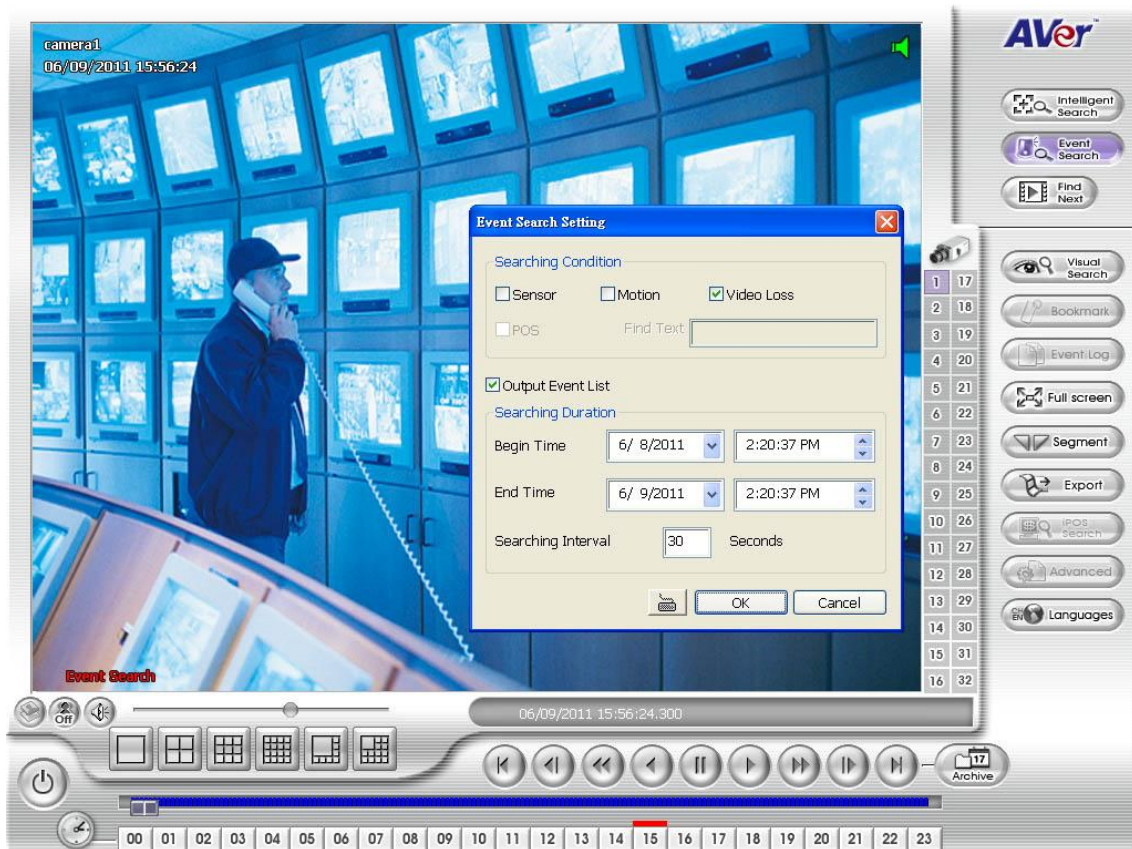 camera1
06/09/2011 15:56:24
AVer™
Intelligent Search
Event Search
Find Next
Event Search Setting
Searching Condition
Sensor Motion Video Loss
POS Find Text
Output Event List
Searching Duration
Begin Time 6/ 8/2011 2:20:37 PM
End Time 6/ 9/2011 2:20:37 PM
Searching Interval 30 Seconds
OK Cancel
1 17
2 18
3 19
4 20
5 21
6 22
7 23
8 24
9 25
10 26
11 27
12 28
13 29
14 30
15 31
16 32
Visual Search
Bookmark
Event Log
Full screen
Segment
Export
iPOS Search
Advanced
CH EN Languages
Event Search
Off
06/09/2011 15:56:24.300
17
Archive
00 01 02 03 04 05 06 07 08 09 10 11 12 13 14 15 16 17 18 19 20 21 22 23